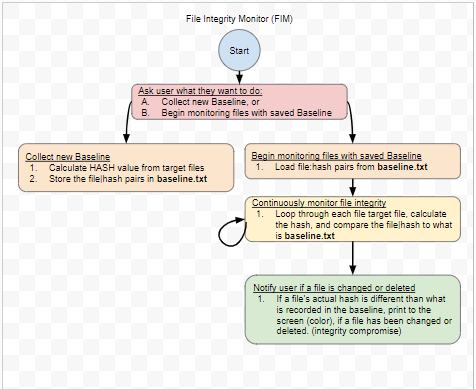 File Integrity Monitor (FIM)
Start
Ask user what they want to do:
A. Collect new Baseline, or
B. Begin monitoring files with saved Baseline
Collect new Baseline
1. Calculate HASH value from target files
2. Store the file|hash pairs in baseline.txt
Begin monitoring files with saved Baseline
1. Load file:hash pairs from baseline.txt
Continuously monitor file integrity
1. Loop through each file target file, calculate
the hash, and compare the file|hash to what
is baseline.txt
Notify user if a file is changed or deleted
1. If a file's actual hash is different than what
is recorded in the baseline, print to the
screen (color), if a file has been changed or
deleted. (integrity compromise)